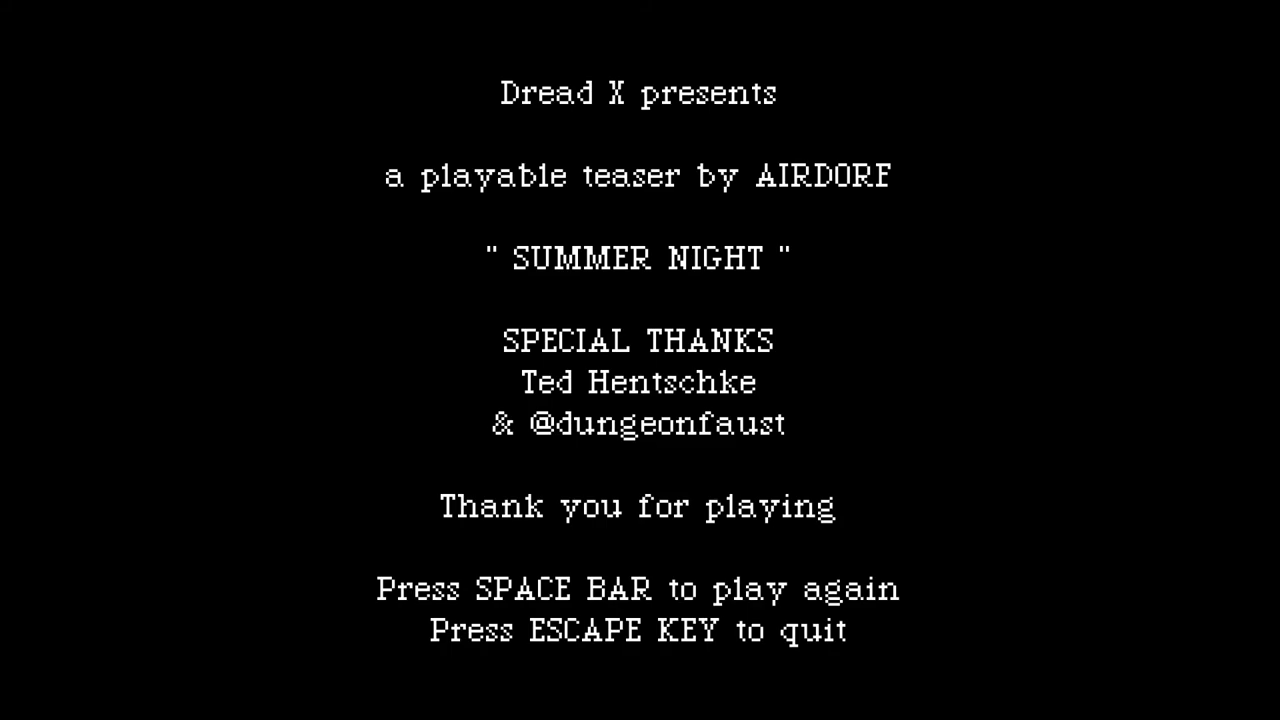 Dread X presents
a playable teaser by AIRDORF
" SUMMER NIGHT "
SPECIAL THANKS
Ted Hentschke
& @dungeonfaust
Thank you for playing
Press SPACE BAR to play again
Press ESCAPE KEY to quit